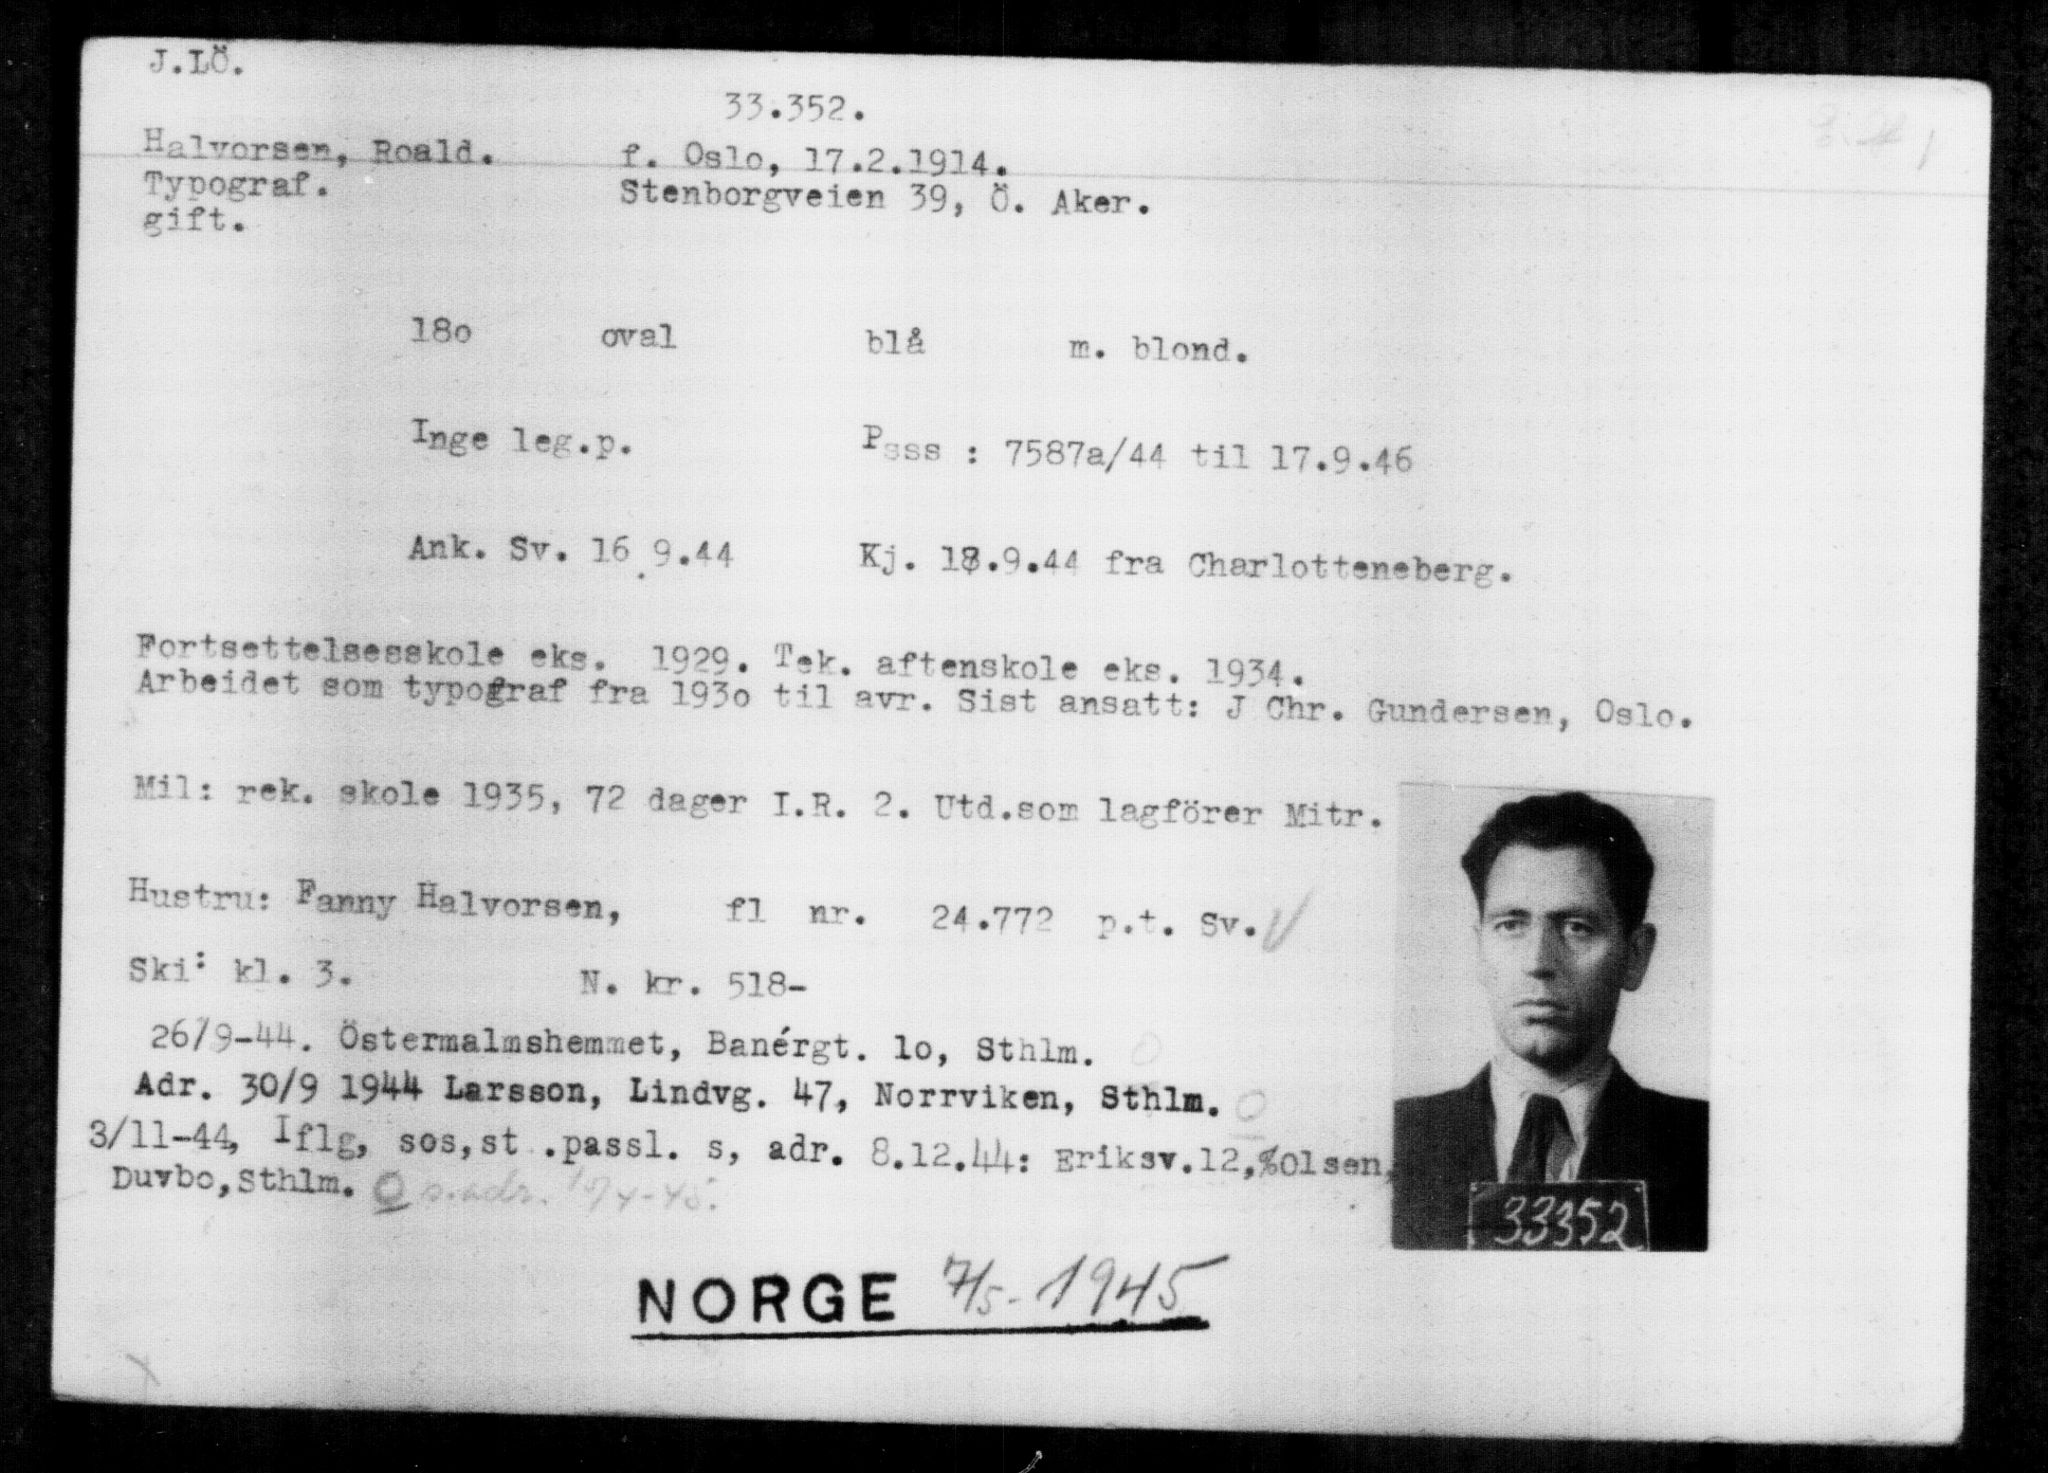 J.LÖ.
33.352.
Halvorsen, Roald. f. Oslo, 17.2.1914.
Typograf. Stenborgveien 39, Ö. Aker.
gift.
18o oval blå m. blond.
Inge leg.p. Psss : 7587a/44 til 17.9.46
Ank. Sv. 16.9.44 Kj. 18.9.44 fra Charlotteneberg.
Fortsettelsesskole eks. 1929. Tek. aftenskole eks. 1934.
Arbeidet som typograf fra 193o til avr. Sist ansatt: J Chr. Gundersen, Oslo.
Mil: rek. skole 1935, 72 dager I.R. 2. Utd.som lagförer Mitr.
Hustru: Fanny Halvorsen, fl nr. 24.772 p.t. Sv.
Ski: kl. 3. N. kr. 518-
26/9-44. Östermalmshemmet, Banérgt. 1o, Sthlm.
Adr. 30/9 1944 Larsson, Lindvg. 47, Norrviken, Sthlm.
3/11-44, Iflg, sos,st .passl. s, adr. 8.12.44: Eriksv.12,%Olsen,
Duvbo,Sthlm. s.adr.
33352
NORGE 7/5-1945